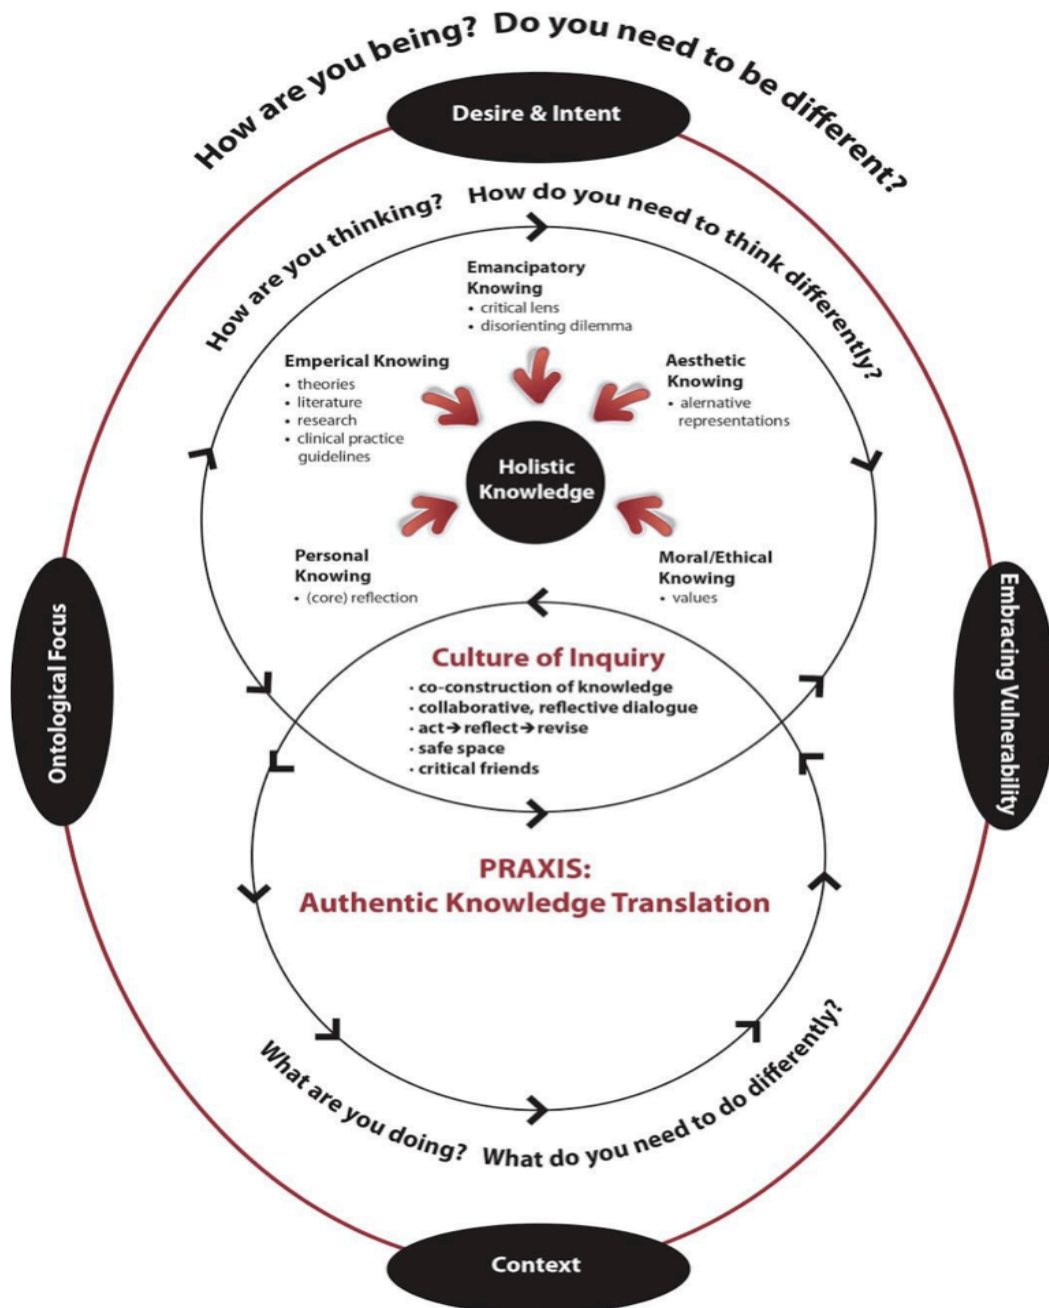 How are you being? Do you need to be different?
Desire & Intent
How are you thinking? How do you need to think differently?
Emancipatory
Knowing
• critical lens
• disorienting dilemma
Emperical Knowing
• theories
• literature
• research
• clinical practice
guidelines
Aesthetic
Knowing
• alernative
representations
Holistic
Knowledge
Personal
Knowing
• (core) reflection
Moral/Ethical
Knowing
• values
Ontological Focus
Embracing Vulnerability
Culture of Inquiry
· co-construction of knowledge
· collaborative, reflective dialogue
· act→reflect→revise
· safe space
· critical friends
PRAXIS:
Authentic Knowledge Translation
What are you doing? What do you need to do differently?
Context